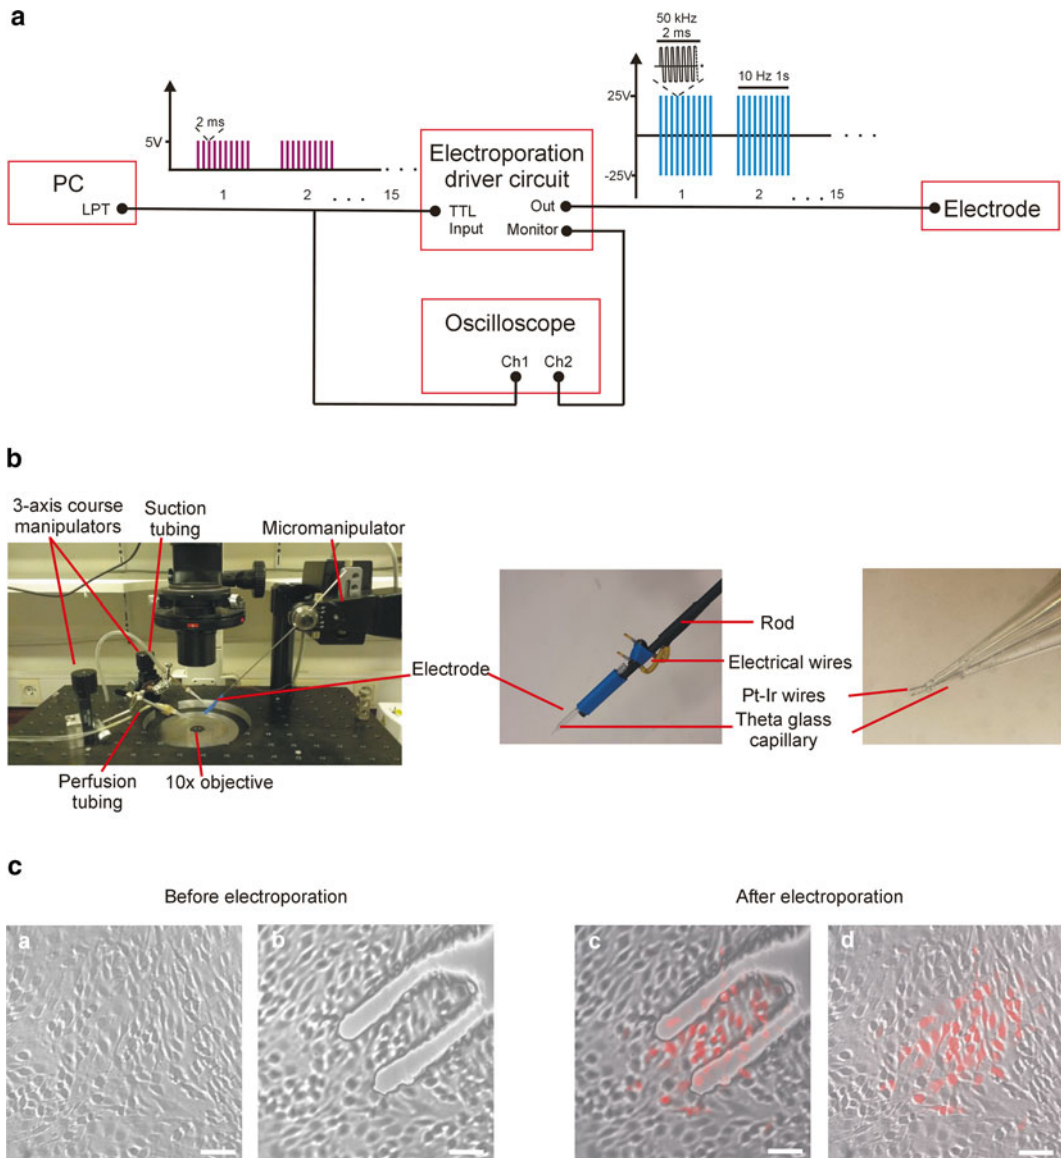 a
50 kHz
2 ms
10 Hz 1s
25V
-25V
1
2
. . .
15
. . . .
2 ms
5V
1
2
. . .
15
. . . .
PC
LPT
Electroporation
driver circuit
TTL
Input
Out
Monitor
Electrode
Oscilloscope
Ch1
Ch2
b
3-axis course
manipulators
Suction
tubing
Micromanipulator
Electrode
Perfusion
tubing
10x objective
Rod
Electrical wires
Pt-Ir wires
Theta glass
capillary
c
Before electroporation
After electroporation
a
b
c
d